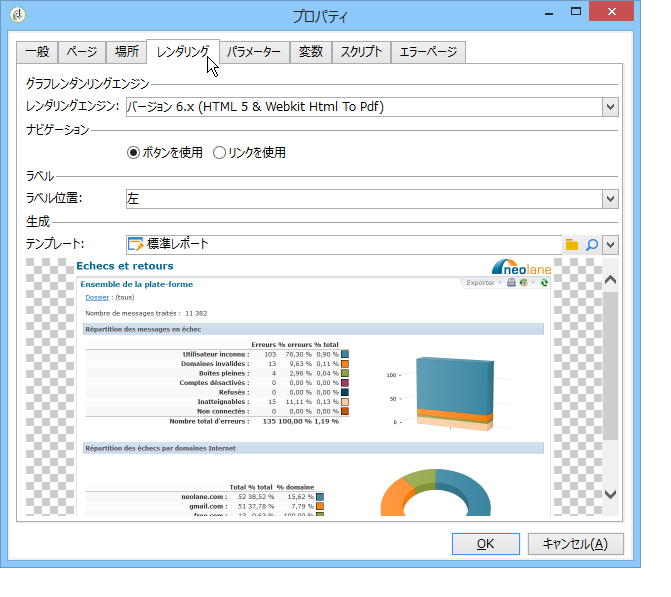 プロパティ
一般 ページ 場所 レンダリング パラメーター 変数 スクリプト エラーページ
グラフレンダンリングエンジン
レンダリングエンジン: バージョン 6.x (HTML 5 & Webkit Html To Pdf)
ナビゲーション
ボタンを使用 リンクを使用
ラベル
ラベル位置: 左
生成
テンプレート: 標準レポート
Echecs et retours
neolane
Ensemble de la plate-forme
Exporter
Dossier : (tous)
Nombre de messages traités : 11 382
Répartition des messages en échec
Erreurs % erreurs % total
Utilisateur inconnu : 103 76,30 % 0,90 %
Domaines invalides : 13 9,63 % 0,11 %
Boîtes pleines : 4 2,96 % 0,04 %
Comptes désactivés : 0 0,00 % 0,00 %
Refusés : 0 0,00 % 0,00 %
Inatteignables : 15 11,11 % 0,13 %
Non connectés : 0 0,00 % 0,00 %
Nombre total d'erreurs : 135 100,00 % 1,19 %
100
50
0
Répartition des échecs par domaines Internet
Total % total % domaine
neolane.com : 52 38,52 % 15,62 %
gmail.com : 51 37,78 % 7,79 %
free.com : 13 9,63 % 100,00 %
OK キャンセル(A)